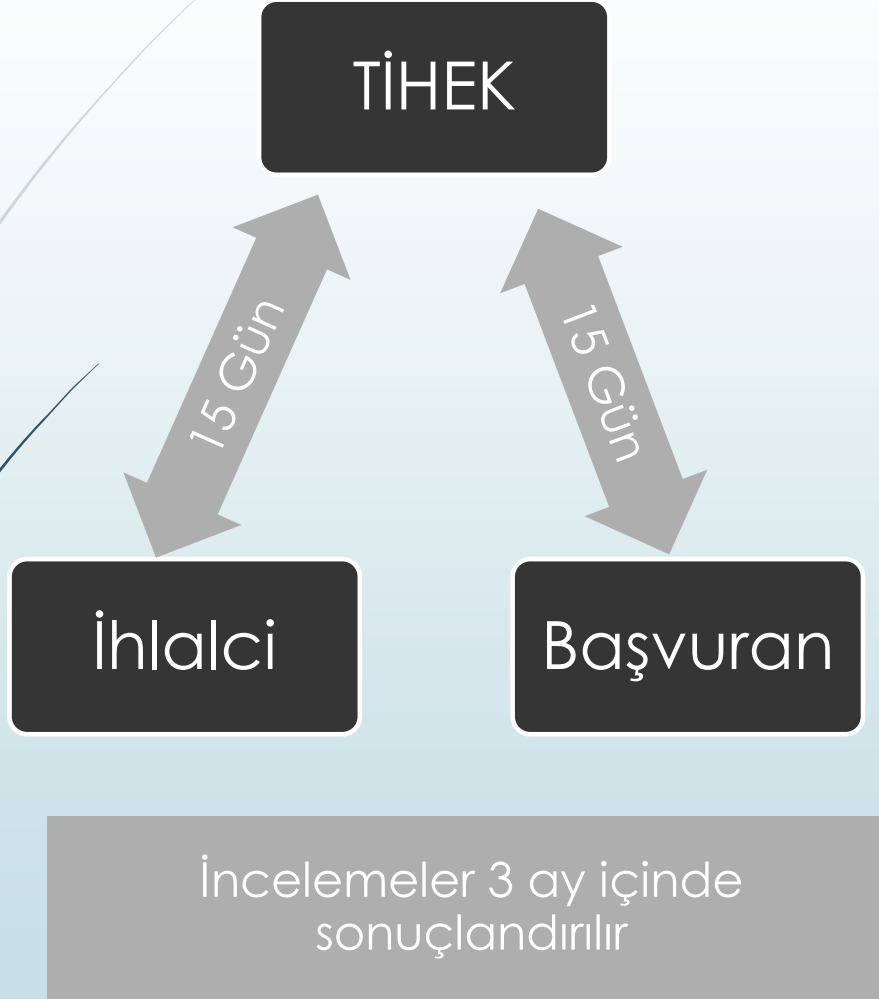 TİHEK
15 Gün
15 Gün
İhlalci
Başvuran
İncelemeler 3 ay içinde
sonuçlandırılır